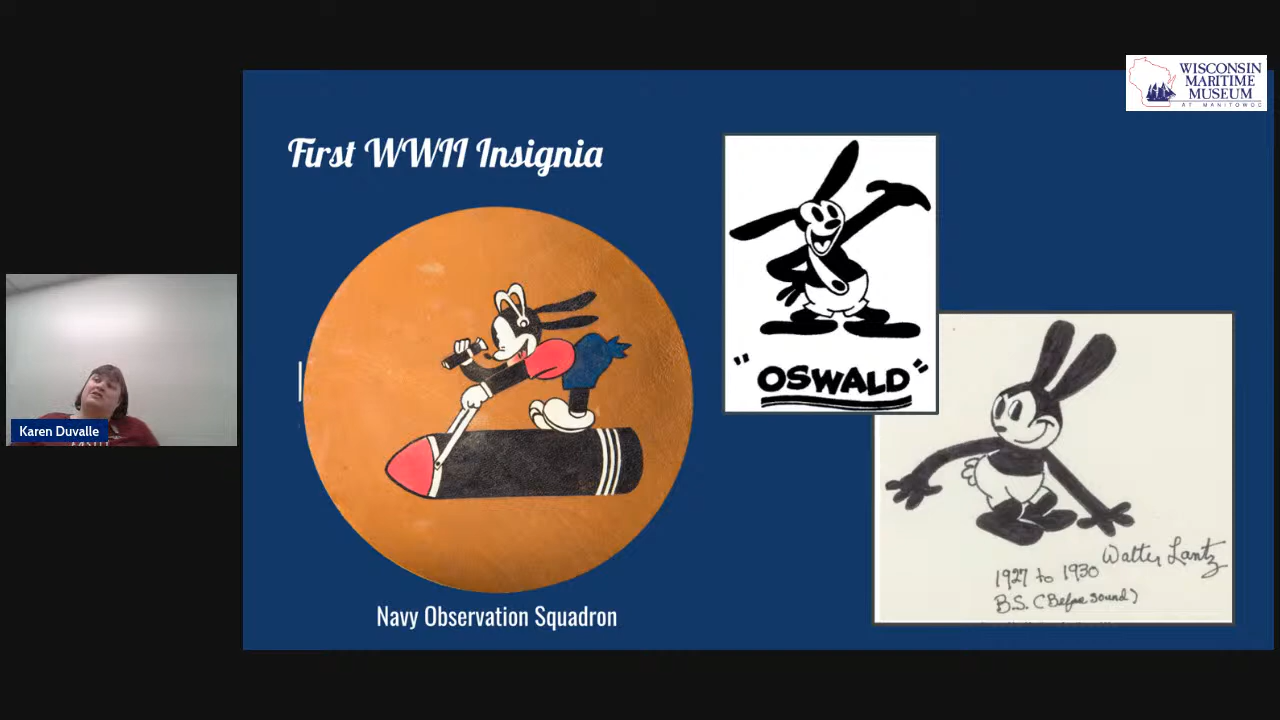 WISCONSIN
MARITIME
MUSEUM
AT MANITOWOC
First WWII Insignia
"OSWALD"
Karen Duvalle
Walter Lantz
1927 to 1930
B.S. (Before sound)
Navy Observation Squadron